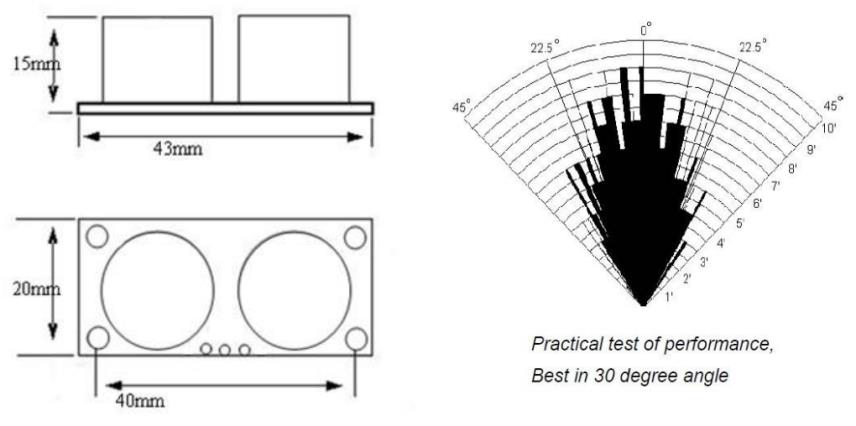 15mm
43mm
20mm
40mm
0°
22.5°
22.5°
45°
45°
10'
9'
8'
7'
6'
5'
4'
3'
2'
1'
Practical test of performance,
Best in 30 degree angle